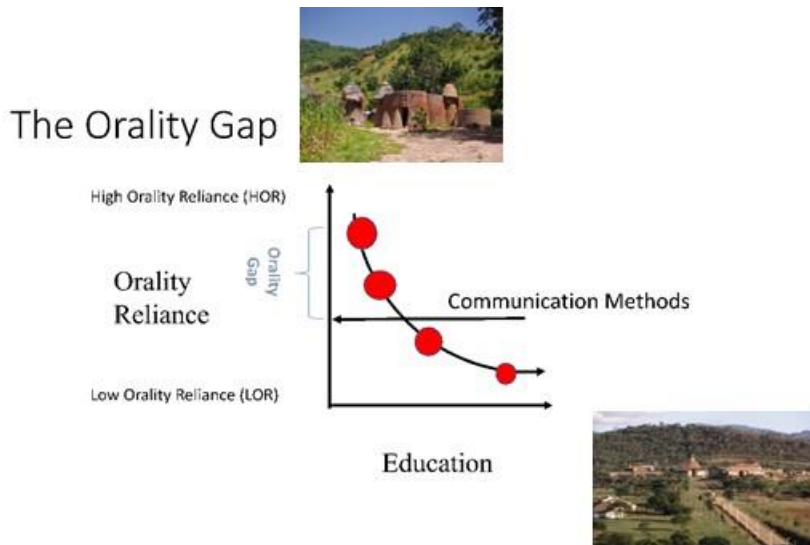 The Orality Gap
High Orality Reliance (HOR)
Orality
Gap
Orality
Reliance
Communication Methods
Low Orality Reliance (LOR)
Education